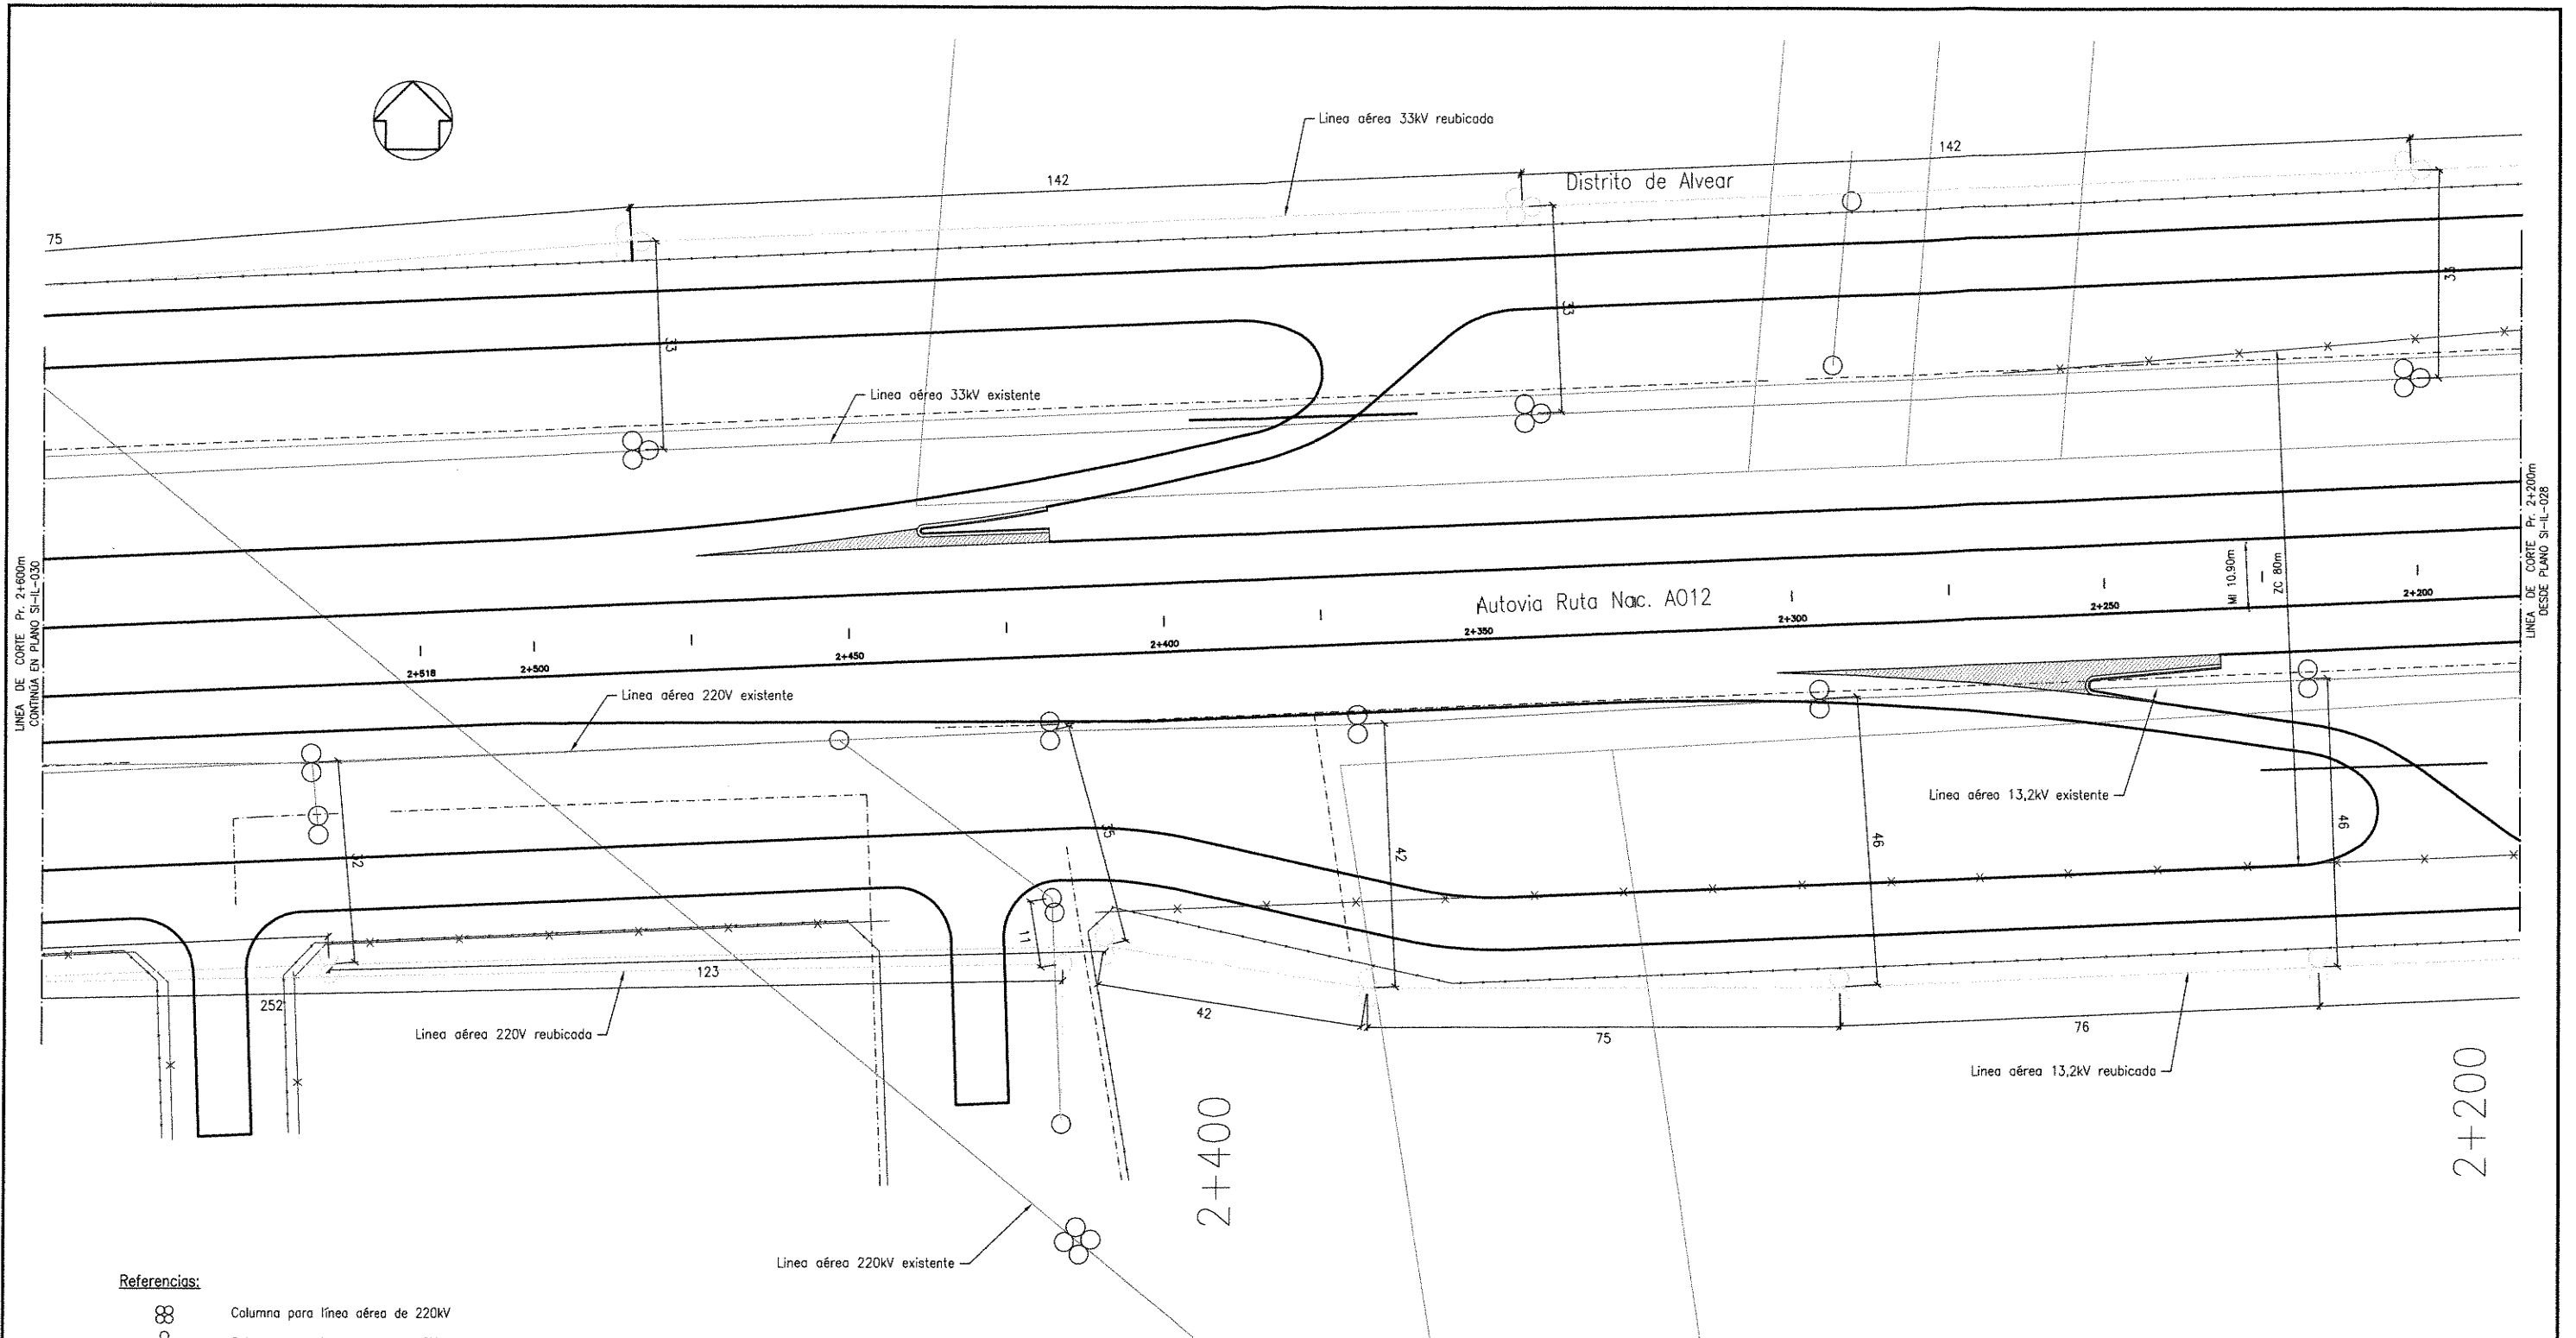 Linea aérea 33kV reubicada
142
142
Distrito de Alvear
75
33
33
33
Linea aérea 33kV existente
LINEA DE CORTE Pr. 2+600m
CONTINÚA EN PLANO SI-IL-030
LINEA DE CORTE Pr. 2+200m
DESDE PLANO SI-IL-028
MI 10.90m
ZC 80m
Autovia Ruta Nac. A012
2+518
2+500
2+450
2+400
2+350
2+300
2+250
2+200
Linea aérea 220V existente
Linea aérea 13,2kV existente
32
35
42
46
46
11
123
252
42
75
76
Linea aérea 220V reubicada
Linea aérea 13,2kV reubicada
2+400
2+200
Linea aérea 220kV existente
Referencias:
Columna para línea aérea de 220kV